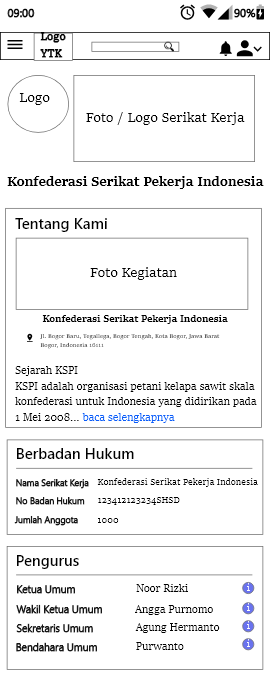 09:00
90%
Logo
YTK
Logo
Foto / Logo Serikat Kerja
Konfederasi Serikat Pekerja Indonesia
Tentang Kami
Foto Kegiatan
Konfederasi Serikat Pekerja Indonesia
Jl. Bogor Baru, Tegallega, Bogor Tengah, Kota Bogor, Jawa Barat
Bogor, Indonesia 16111
Sejarah KSPI
KSPI adalah organisasi petani kelapa sawit skala
konfederasi untuk Indonesia yang didirikan pada
1 Mei 2008... baca selengkapnya
Berbadan Hukum
Nama Serikat Kerja Konfederasi Serikat Pekerja Indonesia
No Badan Hukum 123412123234SHSD
Jumlah Anggota 1000
Pengurus
Ketua Umum Noor Rizki
Wakil Ketua Umum Angga Purnomo
Sekretaris Umum Agung Hermanto
Bendahara Umum Purwanto